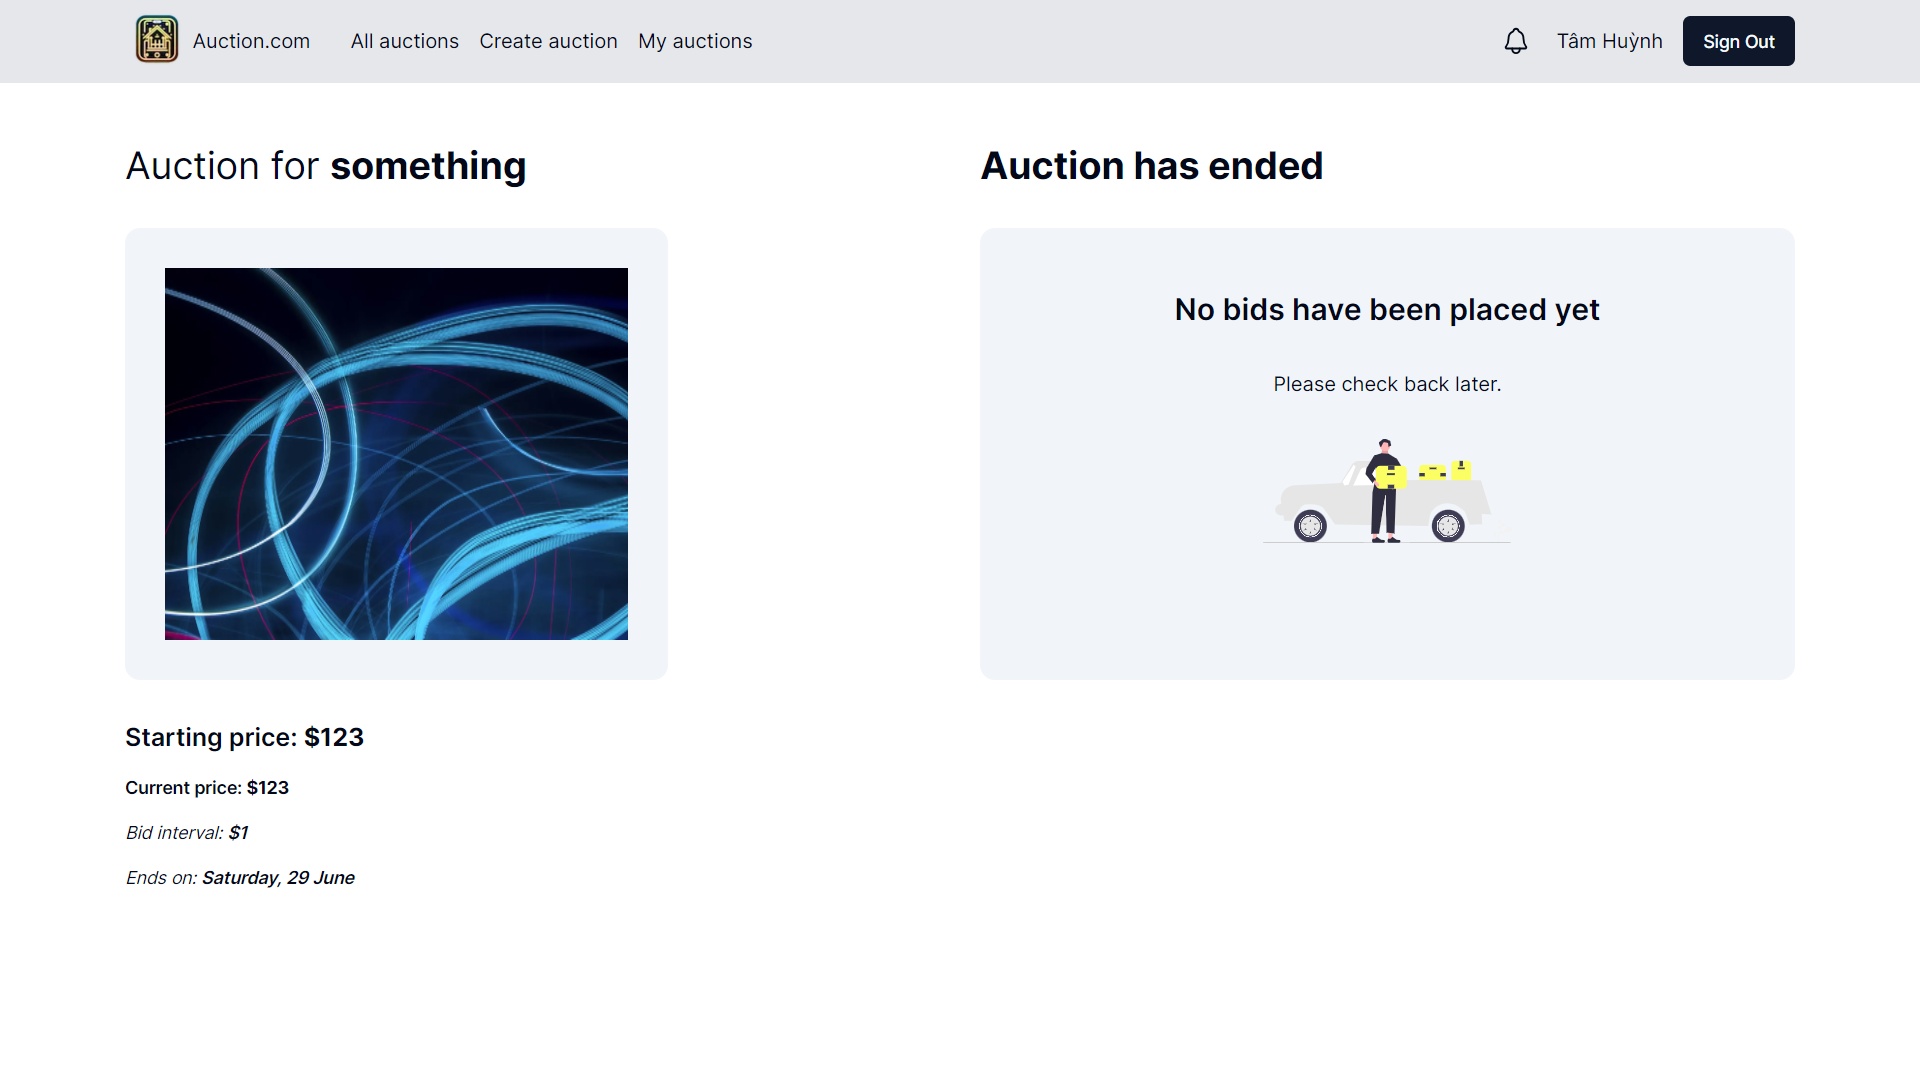 Auction.com All auctions Create auction My auctions Tâm Huỳnh Sign Out
Auction for something
Auction has ended
No bids have been placed yet
Please check back later.
Starting price: $123
Current price: $123
Bid interval: $1
Ends on: Saturday, 29 June